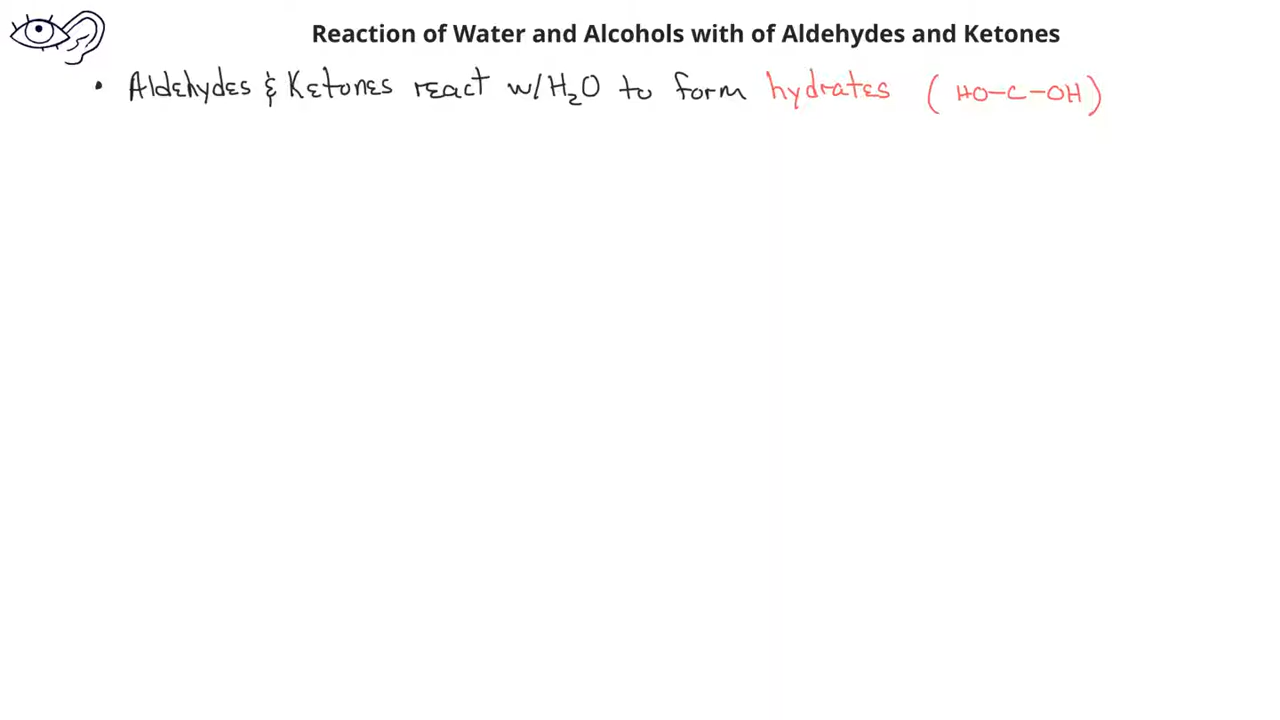 Reaction of Water and Alcohols with of Aldehydes and Ketones
• Aldehydes & Ketones react w/H₂O to form hydrates (HO–C–OH)